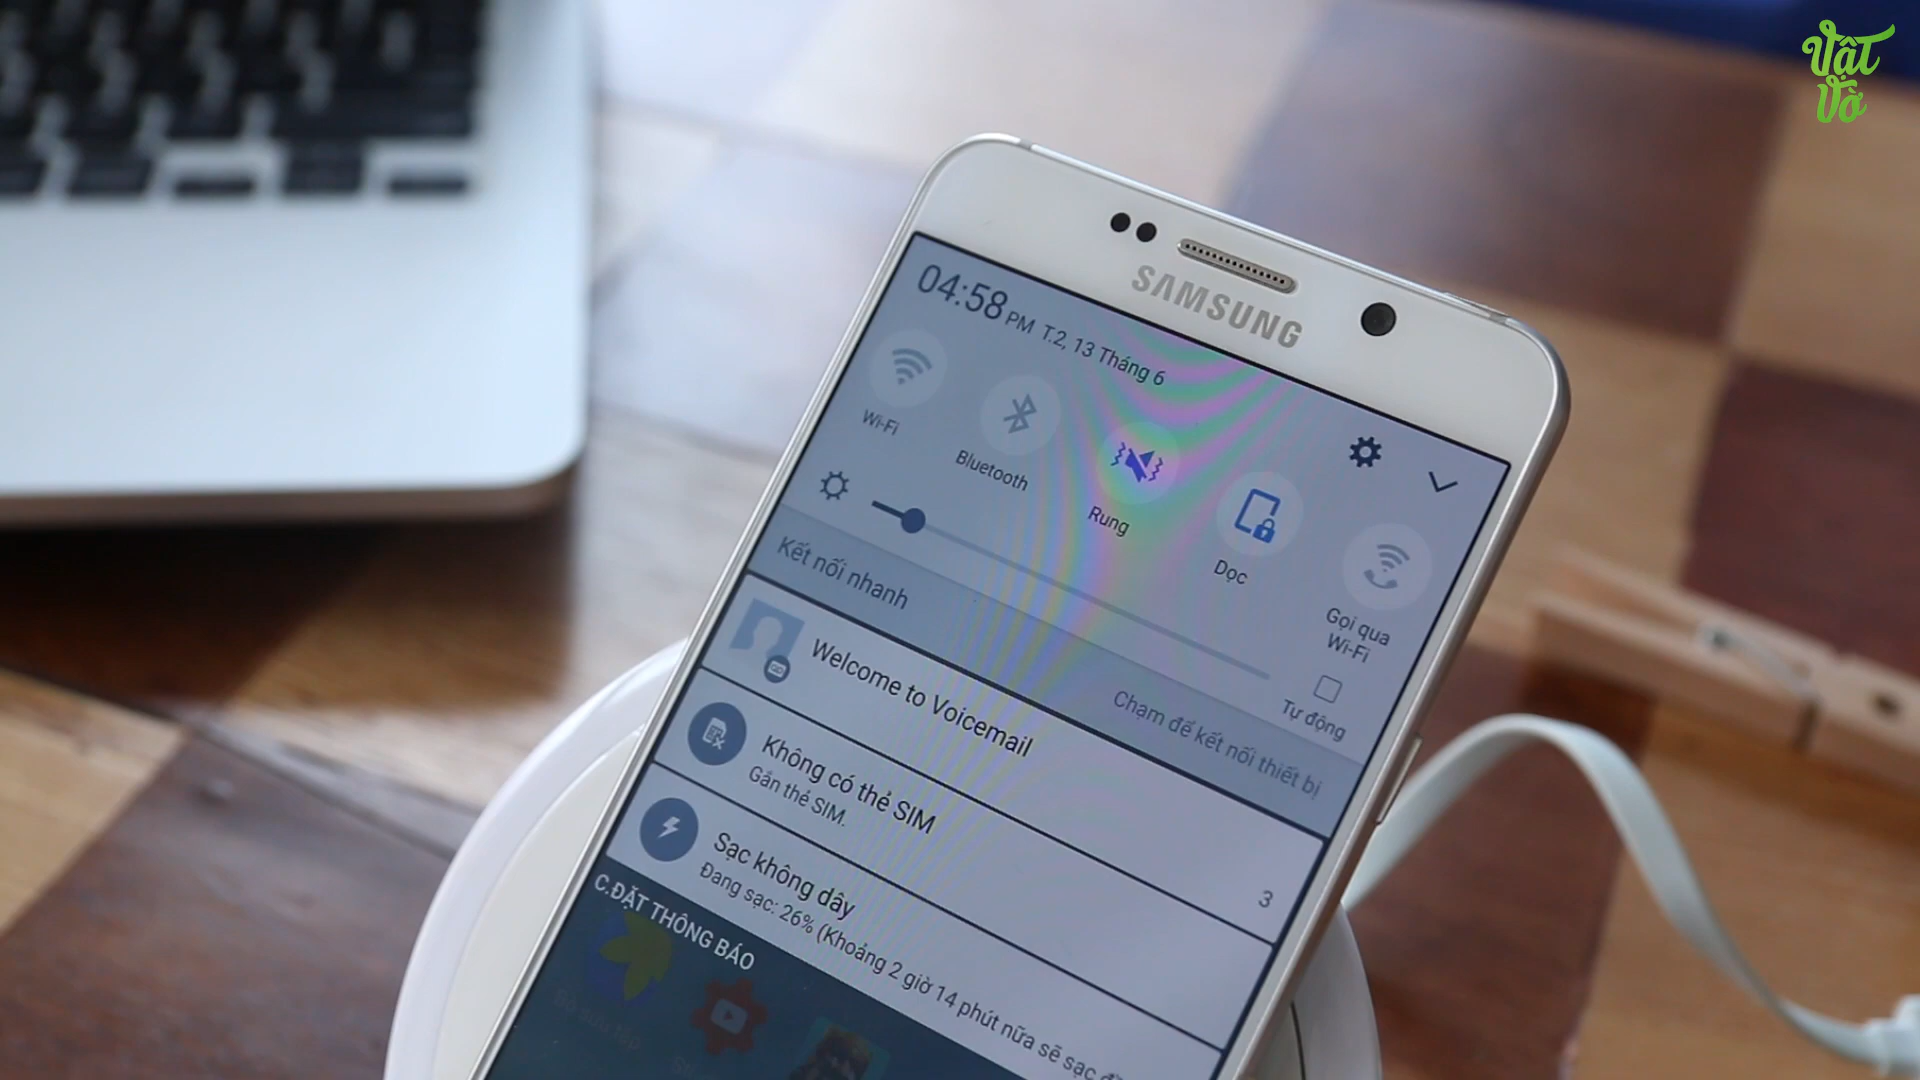 Vật
Vờ
SAMSUNG
04:58 PM T.2, 13 Tháng 6
Wi-Fi
Bluetooth
Rung
Dọc
Gọi qua
Wi-Fi
Tự động
Kết nối nhanh
Chạm để kết nối thiết bị
Welcome to Voicemail
Không có thẻ SIM
Gắn thẻ SIM.
3
Sạc không dây
Đang sạc: 26% (Khoảng 2 giờ 14 phút nữa sẽ sạc
C.ĐẶT THÔNG BÁO